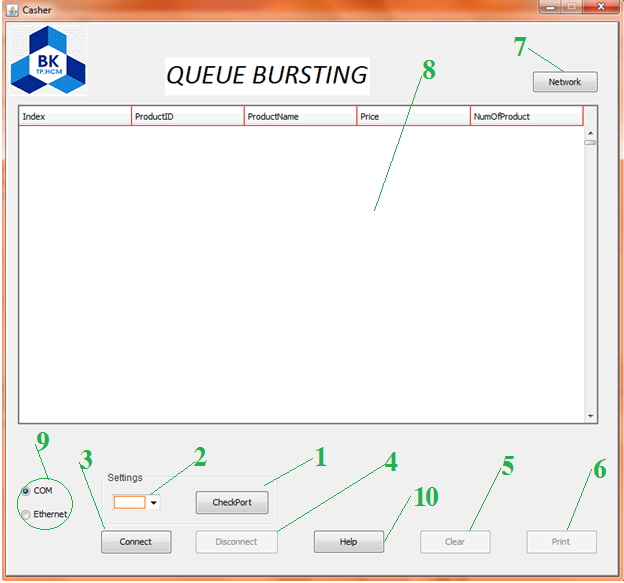 Casher
BK
TP.HCM
QUEUE BURSTING
7
Network
8
Index ProductID ProductName Price NumOfProduct
9
3
2
1
4
5
6
10
COM
Ethernet
Settings
CheckPort
Connect Disconnect Help Clear Print